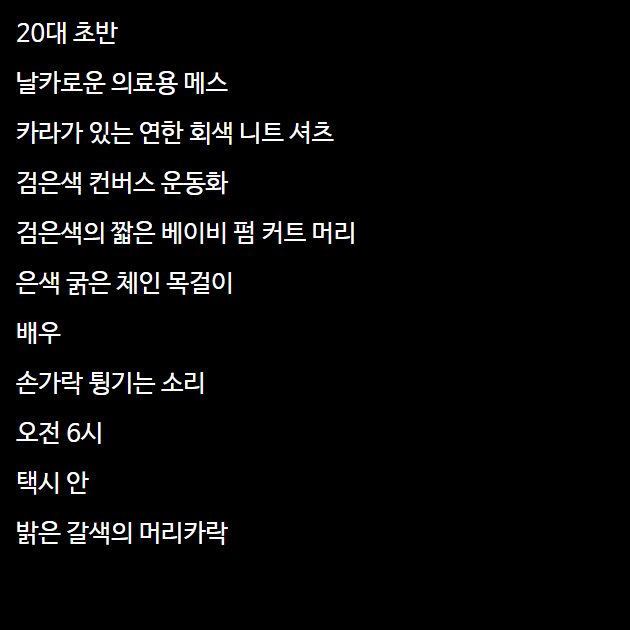 20대 초반
날카로운 의료용 메스
카라가 있는 연한 회색 니트 셔츠
검은색 컨버스 운동화
검은색의 짧은 베이비 펌 커트 머리
은색 굵은 체인 목걸이
배우
손가락 튕기는 소리
오전 6시
택시 안
밝은 갈색의 머리카락